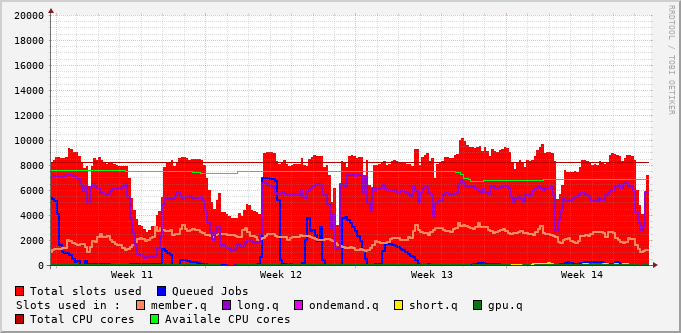 RRDTOOL / TOBI OETIKER
20000
18000
16000
14000
12000
10000
8000
6000
4000
2000
0
Week 11 Week 12 Week 13 Week 14
Total slots used Queued Jobs
Slots used in : member.q long.q ondemand.q short.q gpu.q
Total CPU cores Availale CPU cores